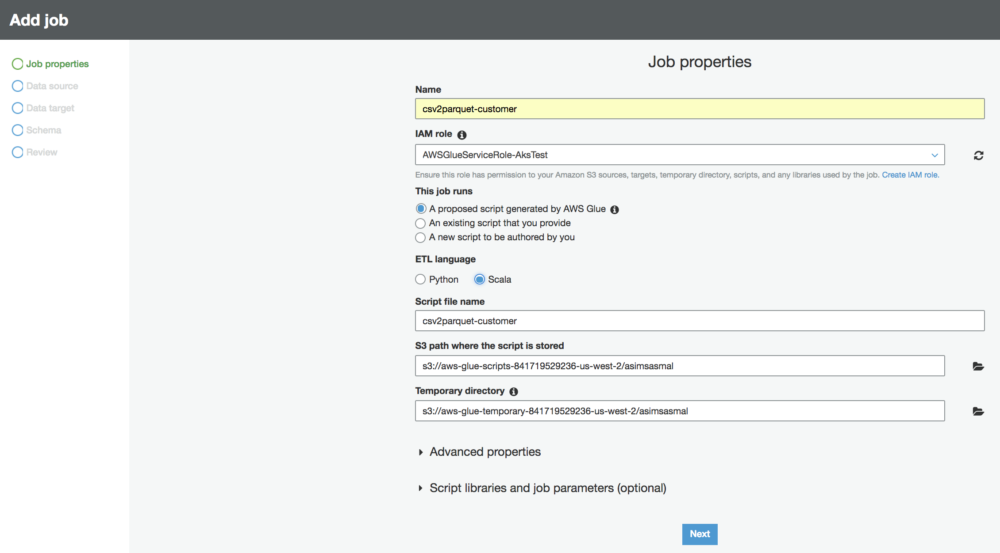 Add job
Job properties
Data source
Data target
Schema
Review
Job properties
Name
csv2parquet-customer
IAM role
AWSGlueServiceRole-AksTest
Ensure this role has permission to your Amazon S3 sources, targets, temporary directory, scripts, and any libraries used by the job. Create IAM role.
This job runs
A proposed script generated by AWS Glue
An existing script that you provide
A new script to be authored by you
ETL language
Python Scala
Script file name
csv2parquet-customer
S3 path where the script is stored
s3://aws-glue-scripts-841719529236-us-west-2/asimsasmal
Temporary directory
s3://aws-glue-temporary-841719529236-us-west-2/asimsasmal
Advanced properties
Script libraries and job parameters (optional)
Next